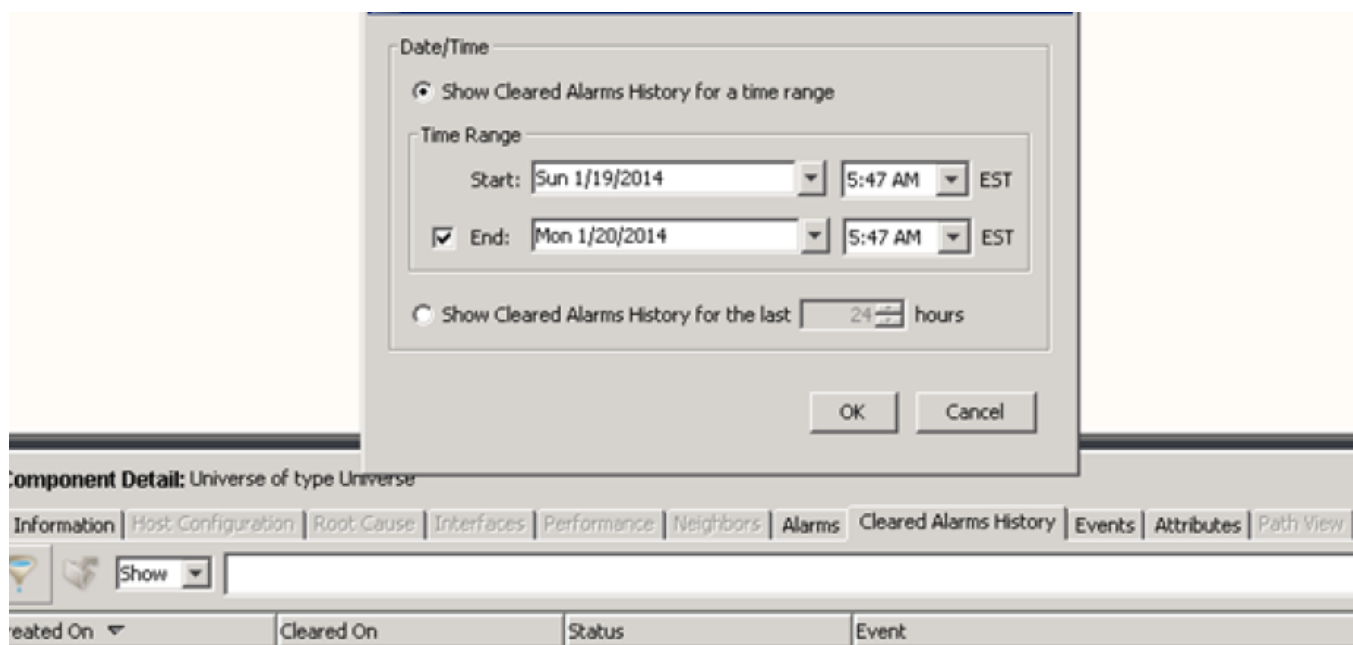 Date/Time
Show Cleared Alarms History for a time range
Time Range
Start: Sun 1/19/2014 5:47 AM EST
End: Mon 1/20/2014 5:47 AM EST
Show Cleared Alarms History for the last 24 hours
OK Cancel
Component Detail: Universe of type Universe
Information Host Configuration Root Cause Interfaces Performance Neighbors Alarms Cleared Alarms History Events Attributes Path View
Show
reated On Cleared On Status Event